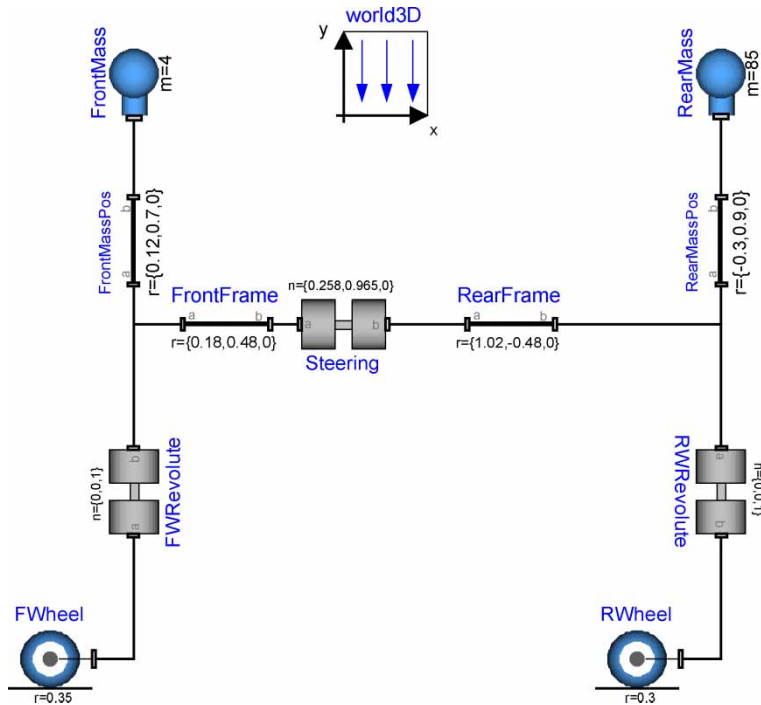 world3D
y
x
FrontMass
m=4
RearMass
m=85
FrontMassPos
b
a
r={0.12,0.7,0}
RearMassPos
b
a
r={-0.3,0.9,0}
FrontFrame
a
b
r={0.18,0.48,0}
n={0.258,0.965,0}
a
b
Steering
RearFrame
a
b
r={1.02,-0.48,0}
n={0,0,1}
b
a
FWRevolute
RWRevolute
a
b
FWheel
r=0.35
RWheel
r=0.3